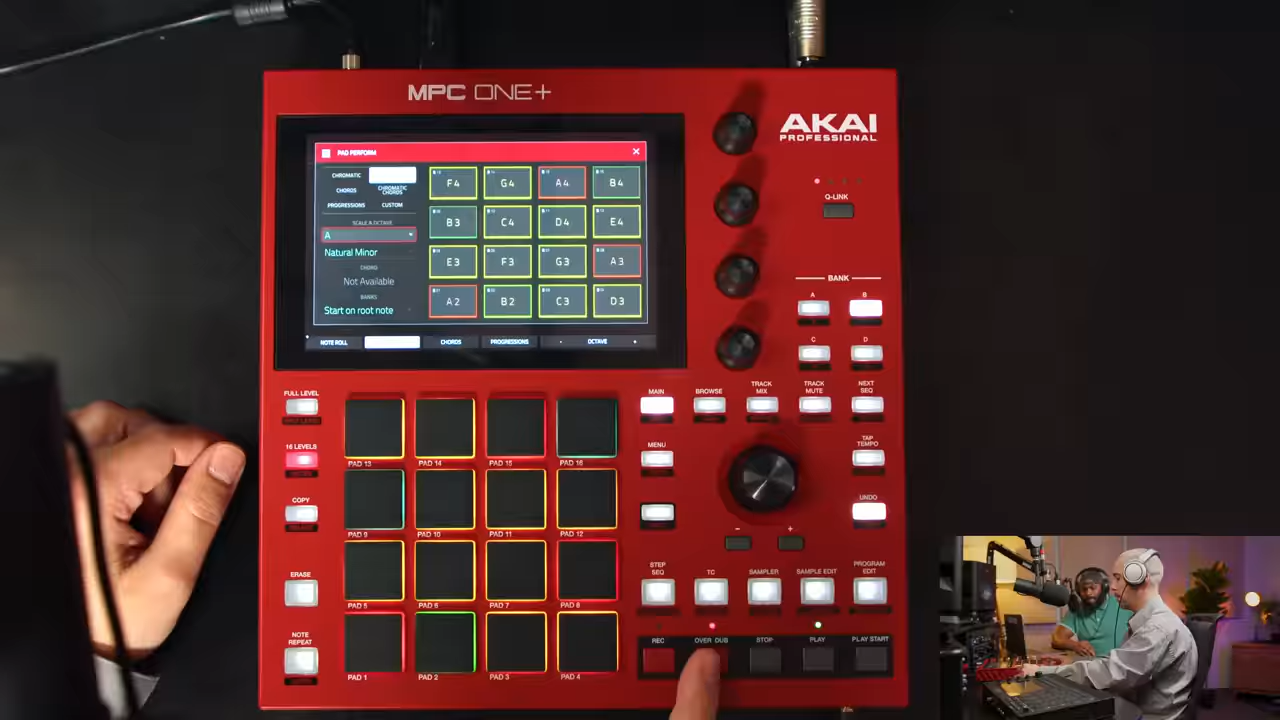 MPC ONE+
AKAI
PROFESSIONAL
PAD PERFORM
CHROMATIC
CHORDS
CHROMATIC
CHORDS
PROGRESSIONS
CUSTOM
SCALE & OCTAVE
A
Natural Minor
CHORD
Not Available
BANKS
Start on root note
F4 G4 A4 B4
B3 C4 D4 E4
E3 F3 G3 A3
A2 B2 C3 D3
NOTE ROLL
CHORDS
PROGRESSIONS
- OCTAVE +
Q-LINK
BANK
A B
C D
FULL LEVEL
16 LEVELS
COPY
ERASE
NOTE
REPEAT
PAD 13 PAD 14 PAD 15 PAD 16
PAD 9 PAD 10 PAD 11 PAD 12
PAD 5 PAD 6 PAD 7 PAD 8
PAD 1 PAD 2 PAD 3 PAD 4
MAIN
BROWSE
TRACK
MIX
TRACK
MUTE
NEXT
SEQ
MENU
TAP
TEMPO
UNDO
- +
STEP
SEQ
TC
SAMPLER
SAMPLE EDIT
PROGRAM
EDIT
REC
OVER DUB
STOP
PLAY
PLAY START